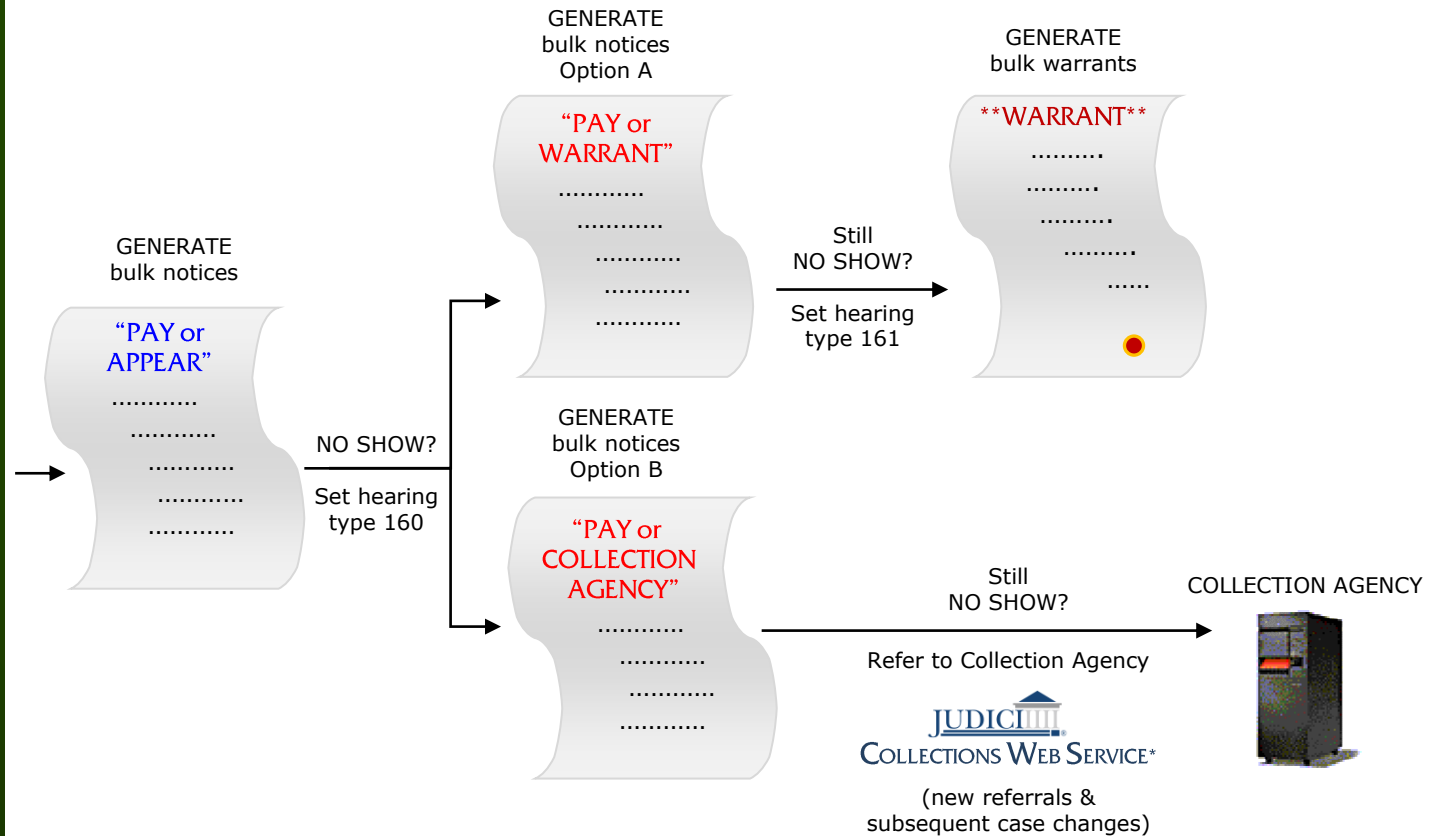 GENERATE
bulk notices
"PAY or
APPEAR"
............
............
............
............
............
NO SHOW?
Set hearing
type 160
GENERATE
bulk notices
Option A
“PAY or
WARRANT”
............
............
............
............
............
Still
NO SHOW?
Set hearing
type 161
GENERATE
bulk warrants
**WARRANT**
..........
..........
..........
..........
......
GENERATE
bulk notices
Option B
“PAY or
COLLECTION
AGENCY”
............
............
............
............
Still
NO SHOW?
Refer to Collection Agency
JUDICI®
COLLECTIONS WEB SERVICE*
(new referrals &
subsequent case changes)
COLLECTION AGENCY